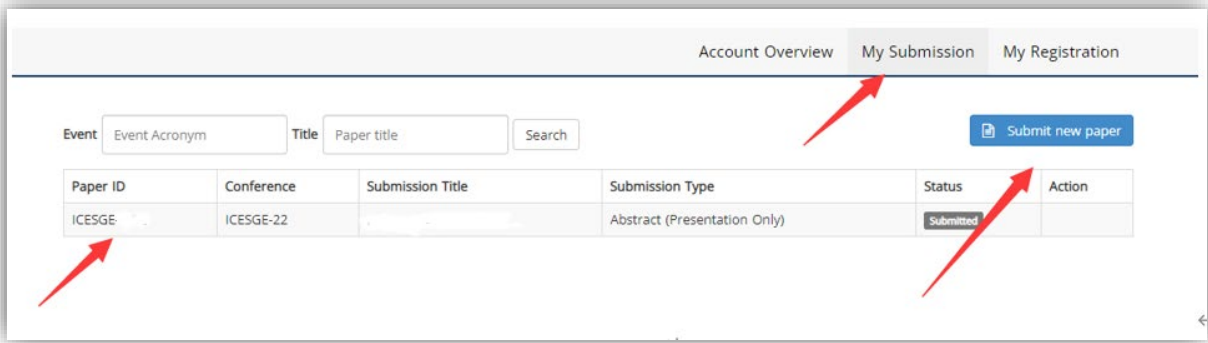 Account Overview My Submission My Registration
Event Event Acronym Title Paper title Search Submit new paper
Paper ID Conference Submission Title Submission Type Status Action
ICESGE- ICESGE-22 Abstract (Presentation Only) Submitted